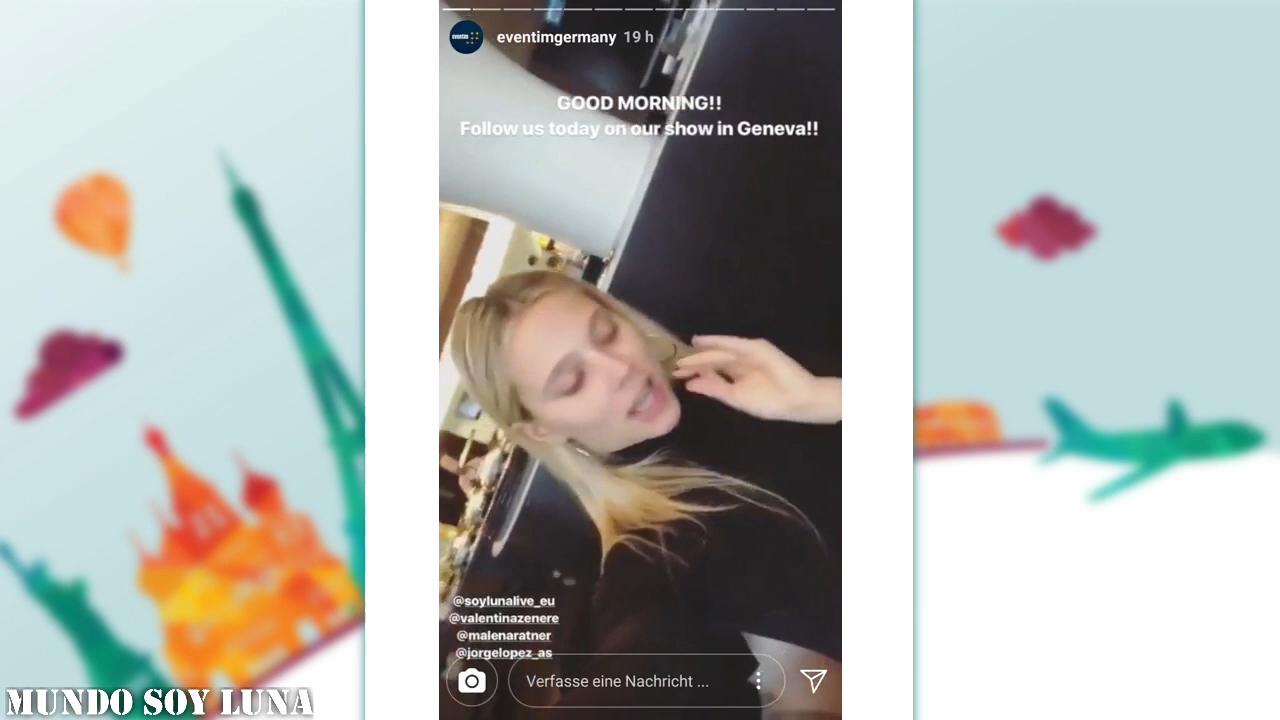 eventim
eventimgermany 19 h
GOOD MORNING!!
Follow us today on our show in Geneva!!
@soylunalive_eu
@valentinazenere
@malenaratner
@jorgelopez_as
Verfasse eine Nachricht ...
MUNDO SOY LUNA